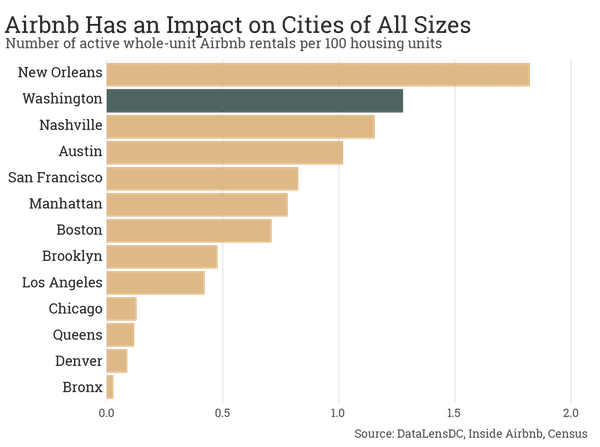 Airbnb Has an Impact on Cities of All Sizes
Number of active whole-unit Airbnb rentals per 100 housing units
New Orleans
Washington
Nashville
Austin
San Francisco
Manhattan
Boston
Brooklyn
Los Angeles
Chicago
Queens
Denver
Bronx
0.0 0.5 1.0 1.5 2.0
Source: DataLensDC, Inside Airbnb, Census